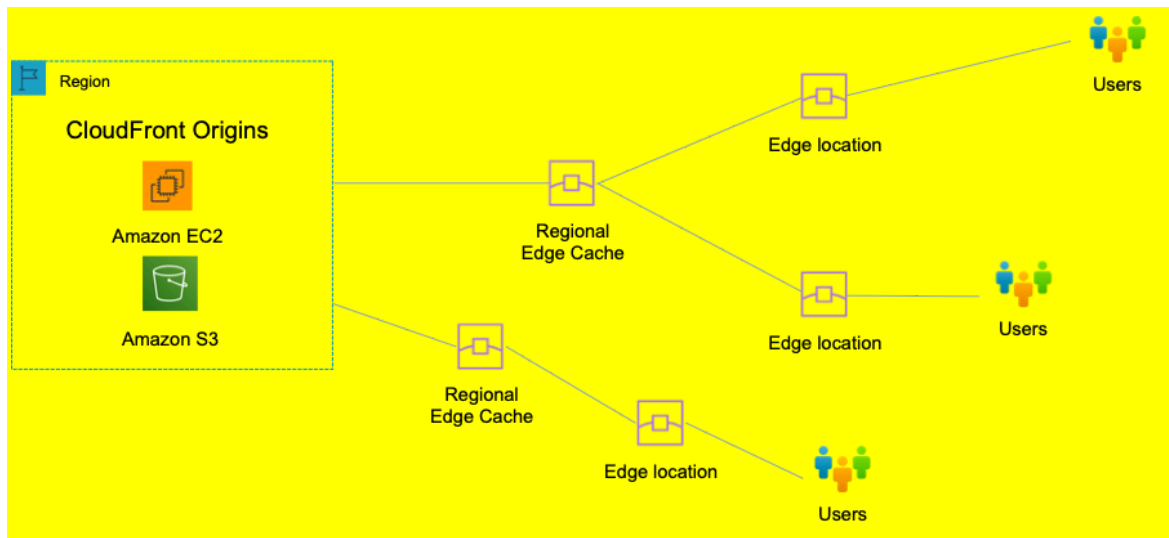 Region
CloudFront Origins
Amazon EC2
Amazon S3
Regional
Edge Cache
Edge location
Users
Edge location
Users
Regional
Edge Cache
Edge location
Users